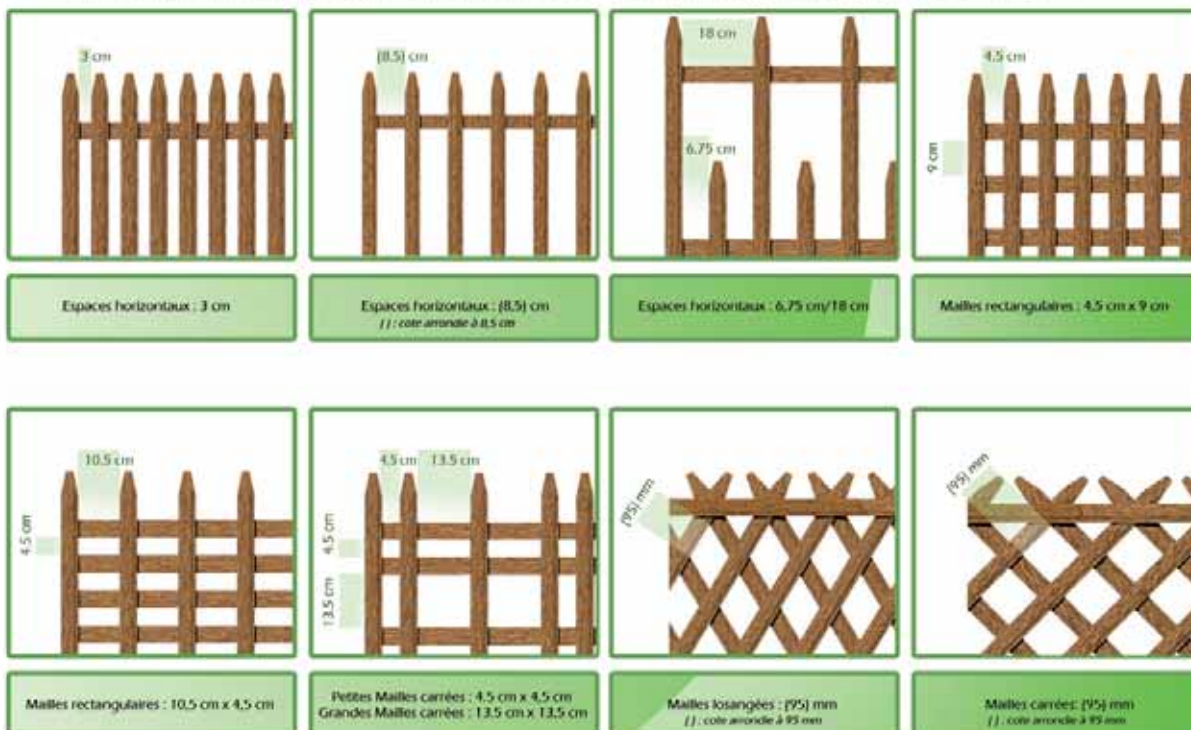 3 cm
(8,5) cm
18 cm
6,75 cm
4.5 cm
9 cm
Espaces horizontaux : 3 cm
Espaces horizontaux : (8,5) cm
( ) : cote arrondie à 8,5 cm
Espaces horizontaux : 6,75 cm/18 cm
Mailles rectangulaires : 4,5 cm x 9 cm
10.5 cm
4.5 cm
4.5 cm
13.5 cm
4.5 cm
13.5 cm
(95) mm
(95) mm
Mailles rectangulaires : 10,5 cm x 4,5 cm
Petites Mailles carrées : 4,5 cm x 4,5 cm
Grandes Mailles carrées : 13,5 cm x 13,5 cm
Mailles losangées : (95) mm
( ) : cote arrondie à 95 mm
Mailles carrées: (95) mm
( ) : cote arrondie à 95 mm